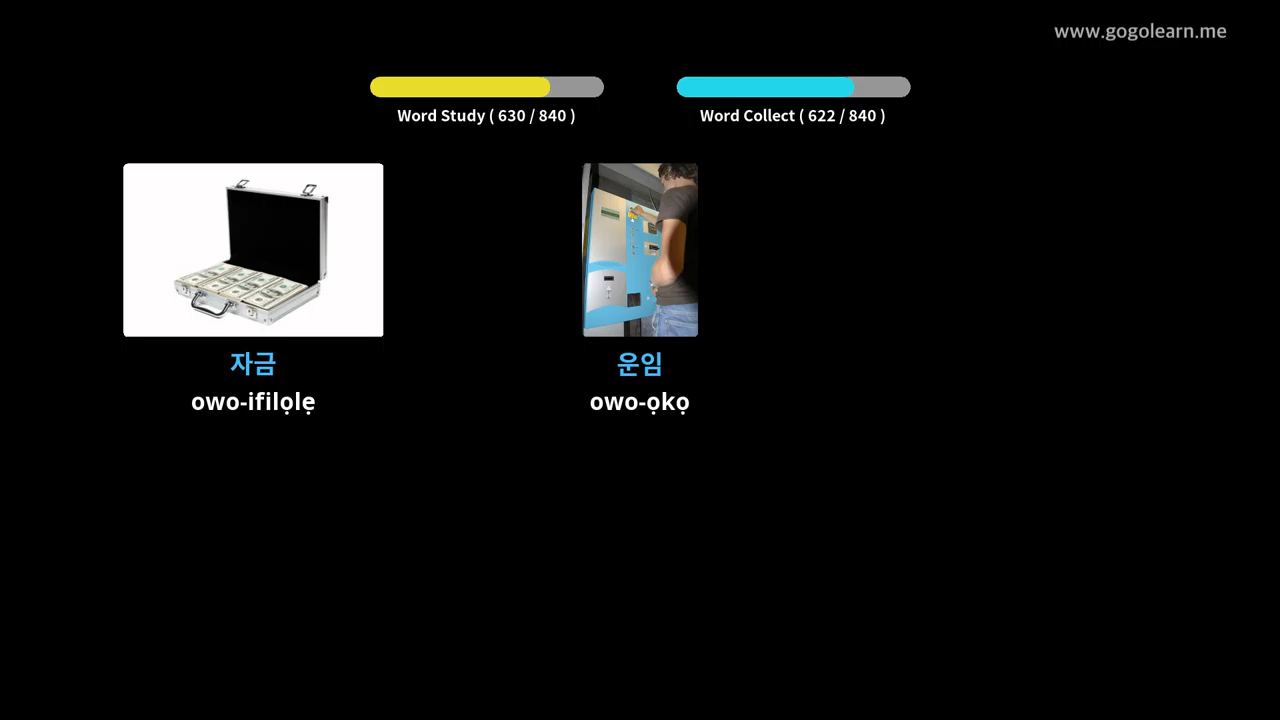 www.gogolearn.me
Word Study ( 630 / 840 )
Word Collect ( 622 / 840 )
자금
owo-ifilọlẹ
운임
owo-ọkọ